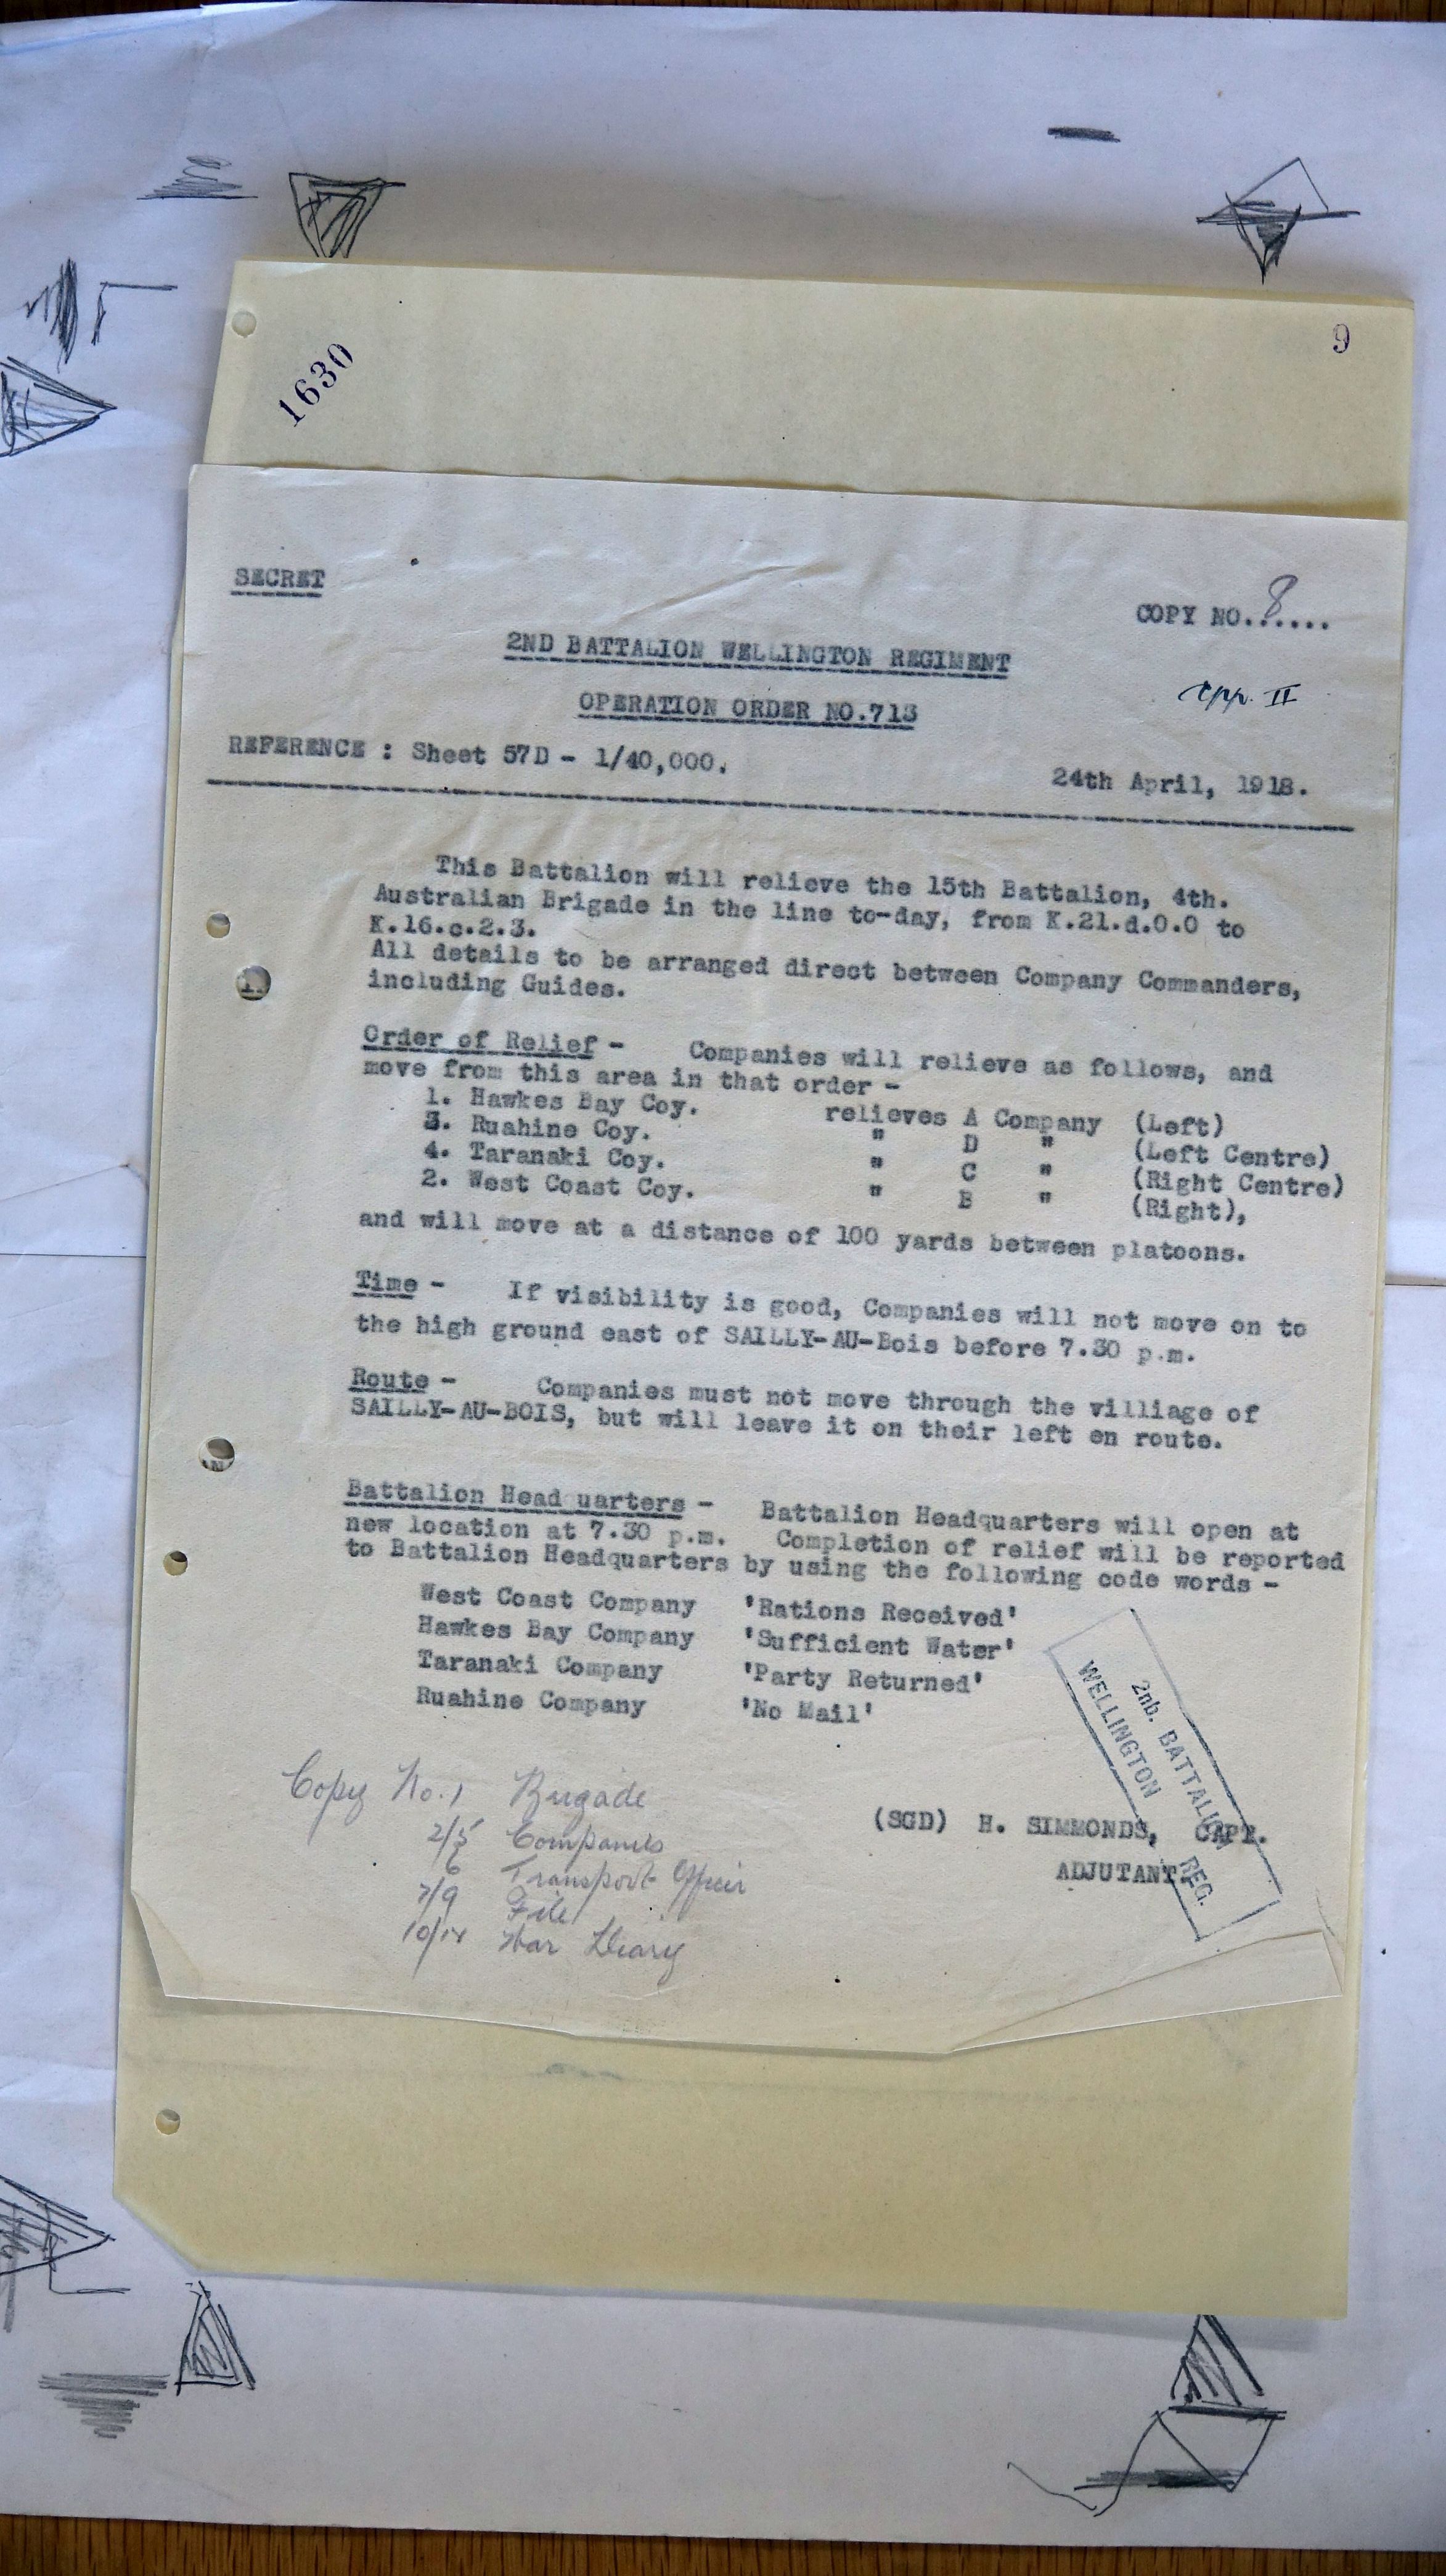 9
1630
SECRET
COPY NO.8.....
2ND BATTALION WELLINGTON REGIMENT
App. II
OPERATION ORDER NO.713
REFERENCE : Sheet 57D - 1/40,000.
24th April, 1918.
This Battalion will relieve the 15th Battalion, 4th.
Australian Brigade in the line to-day, from K.21.d.0.0 to
K.16.c.2.3.
All details to be arranged direct between Company Commanders,
including Guides.
Order of Relief - Companies will relieve as follows, and
move from this area in that order -
1. Hawkes Bay Coy. relieves A Company (Left)
3. Ruahine Coy. " D " (Left Centre)
4. Taranaki Coy. " C " (Right Centre)
2. West Coast Coy. " B " (Right),
and will move at a distance of 100 yards between platoons.
Time - If visibility is good, Companies will not move on to
the high ground east of SAILLY-AU-Bois before 7.30 p.m.
Route - Companies must not move through the villiage of
SAILLY-AU-BOIS, but will leave it on their left en route.
Battalion Head uarters - Battalion Headquarters will open at
new location at 7.30 p.m. Completion of relief will be reported
to Battalion Headquarters by using the following code words -
West Coast Company 'Rations Received'
Hawkes Bay Company 'Sufficient Water'
Taranaki Company 'Party Returned'
Ruahine Company 'No Mail'
2nb. BATTALION
WELLINGTON REG.
(SGD) H. SIMMONDS, CAPT.
ADJUTANT.
Copy No. 1 Brigade
2/5 Companies
6 Transport Officer
7/9 File
10/14 War Diary